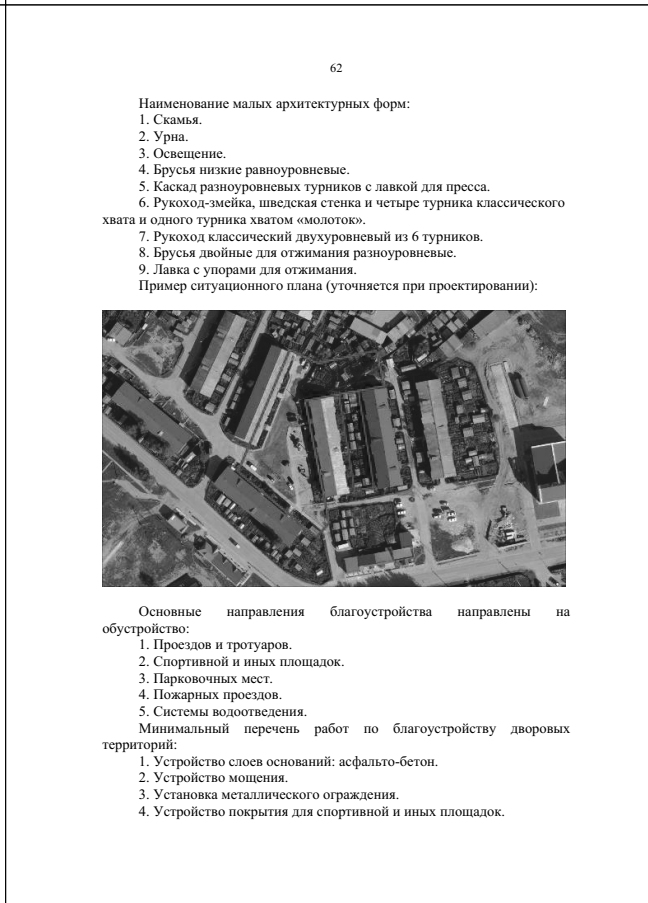 62
Наименование малых архитектурных форм:
1. Скамья.
2. Урна.
3. Освещение.
4. Брусья низкие равноуровневые.
5. Каскад разноуровневых турников с лавкой для пресса.
6. Рукоход-змейка, шведская стенка и четыре турника классического
хвата и одного турника хватом «молоток».
7. Рукоход классический двухуровневый из 6 турников.
8. Брусья двойные для отжимания разноуровневые.
9. Лавка с упорами для отжимания.
Пример ситуационного плана (уточняется при проектировании):
Основные направления благоустройства направлены на
обустройство:
1. Проездов и тротуаров.
2. Спортивной и иных площадок.
3. Парковочных мест.
4. Пожарных проездов.
5. Системы водоотведения.
Минимальный перечень работ по благоустройству дворовых
территорий:
1. Устройство слоев оснований: асфальто-бетон.
2. Устройство мощения.
3. Установка металлического ограждения.
4. Устройство покрытия для спортивной и иных площадок.